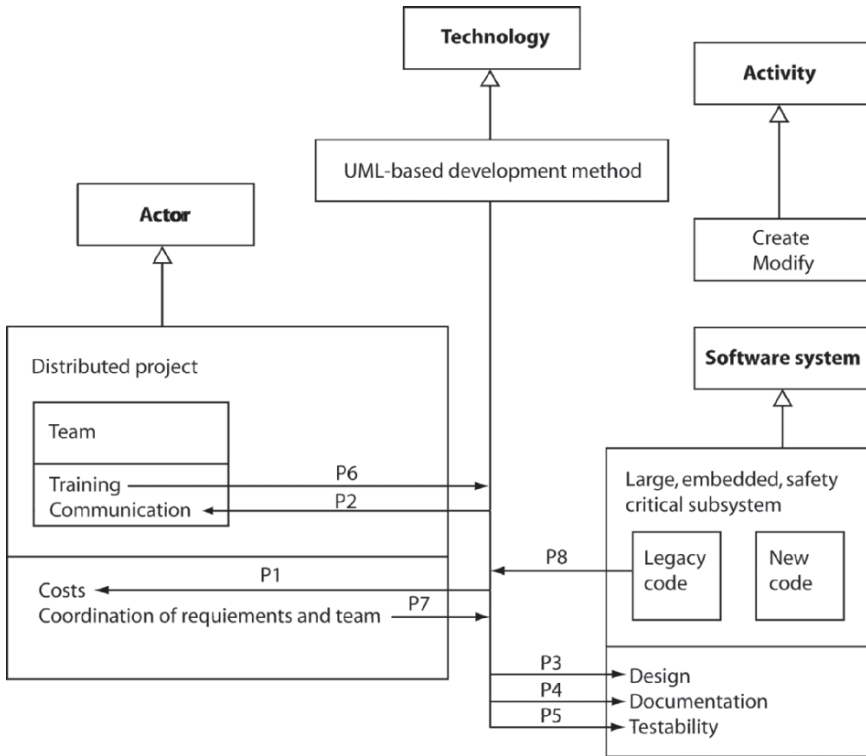 Technology
Activity
UML-based development method
Actor
Create
Modify
Distributed project
Software system
Team
Training
P6
Communication
P2
Large, embedded, safety
critical subsystem
P8
Legacy
code
New
code
Costs
P1
Coordination of requiements and team
P7
P3
Design
P4
Documentation
P5
Testability